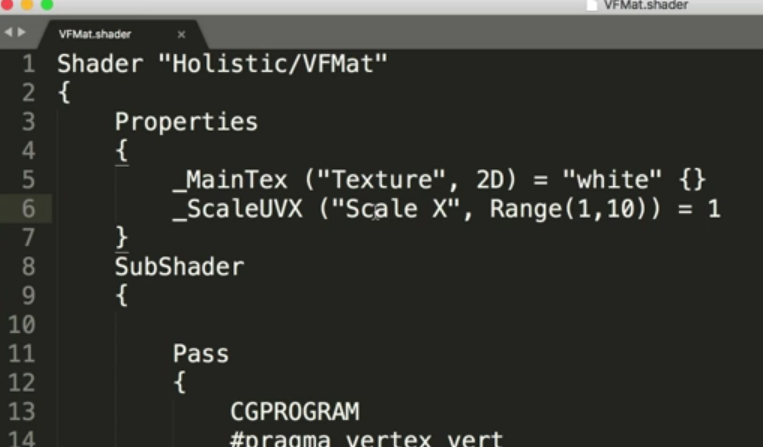 VFMat.shader
VFMat.shader ×
1 Shader "Holistic/VFMat"
2 {
3 Properties
4 {
5 _MainTex ("Texture", 2D) = "white" {}
6 _ScaleUVX ("Scale X", Range(1,10)) = 1
7 }
8 SubShader
9 {
10
11 Pass
12 {
13 CGPROGRAM
14 #pragma vertex vert